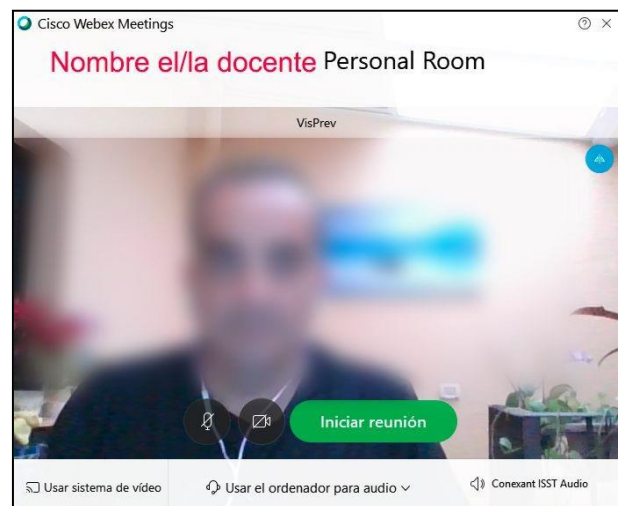 Cisco Webex Meetings
Nombre el/la docente Personal Room
VisPrev
Iniciar reunión
Usar sistema de vídeo Usar el ordenador para audio Conexant ISST Audio